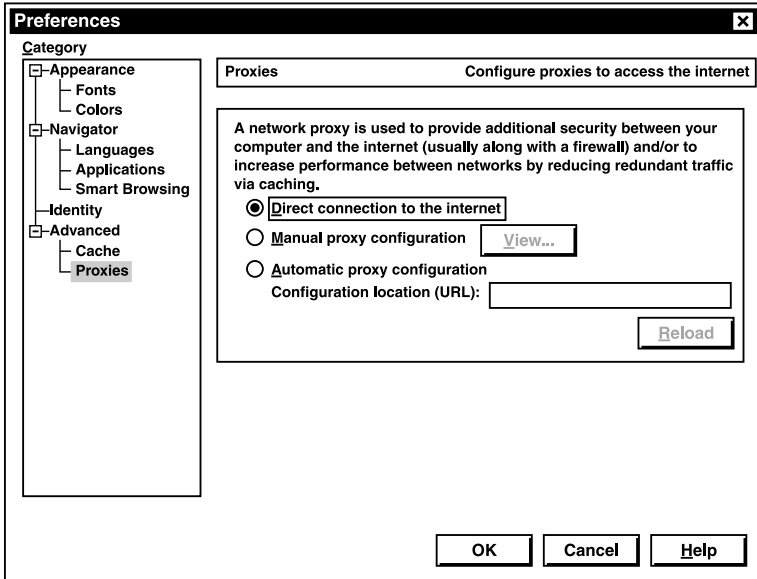 Preferences
Category
Appearance
Fonts
Colors
Navigator
Languages
Applications
Smart Browsing
Identity
Advanced
Cache
Proxies
Proxies Configure proxies to access the internet
A network proxy is used to provide additional security between your
computer and the internet (usually along with a firewall) and/or to
increase performance between networks by reducing redundant traffic
via caching.
Direct connection to the internet
Manual proxy configuration View...
Automatic proxy configuration
Configuration location (URL):
Reload
OK Cancel Help